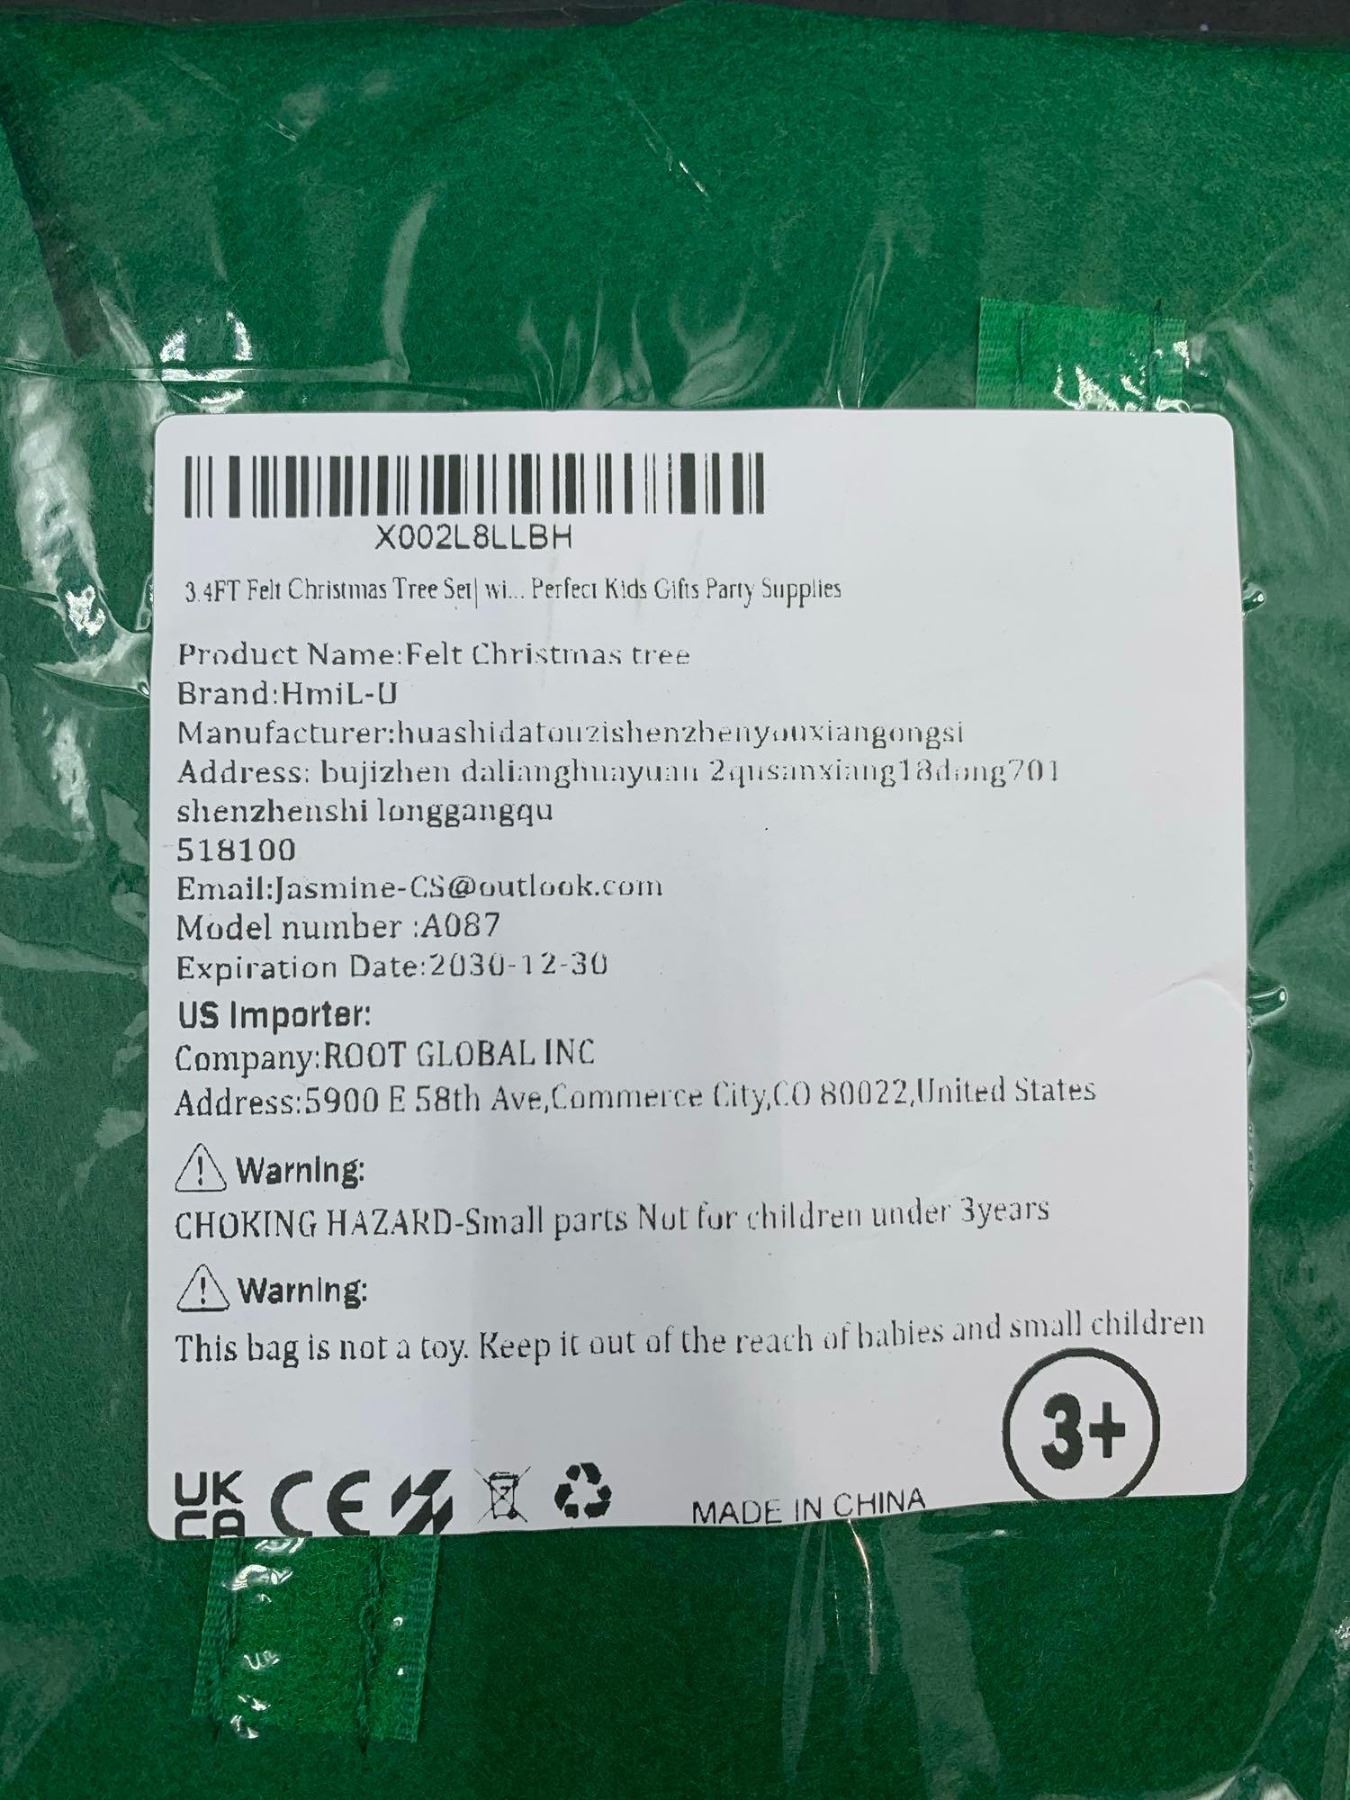 X002L8LLBH
3.4FT Felt Christmas Tree Set| wi... Perfect Kids Gifts Party Supplies
Product Name:Felt Christmas tree
Brand:HmiL-U
Manufacturer:huashidatouzishenzhenyouxiangongsi
Address: bujizhen dalianghuayuan 2qusanxiang18dong701
shenzhenshi longgangqu
518100
Email:Jasmine-CS@outlook.com
Model number :A087
Expiration Date:2030-12-30
US Importer:
Company:ROOT GLOBAL INC
Address:5900 E 58th Ave,Commerce City,CO 80022,United States
Warning:
CHOKING HAZARD-Small parts Not for children under 3years
Warning:
This bag is not a toy. Keep it out of the reach of babies and small children
3+
UK
CA CE
MADE IN CHINA